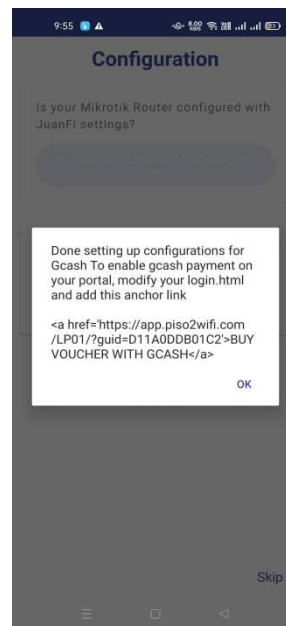 9:55
Configuration
Is your Mikrotik Router configured with
JuanFi settings?
Done setting up configurations for
Gcash To enable gcash payment on
your portal, modify your login.html
and add this anchor link
<a href='https://app.piso2wifi.com
/LP01/?guid=D11A0DDB01C2'>BUY
VOUCHER WITH GCASH</a>
OK
Skip